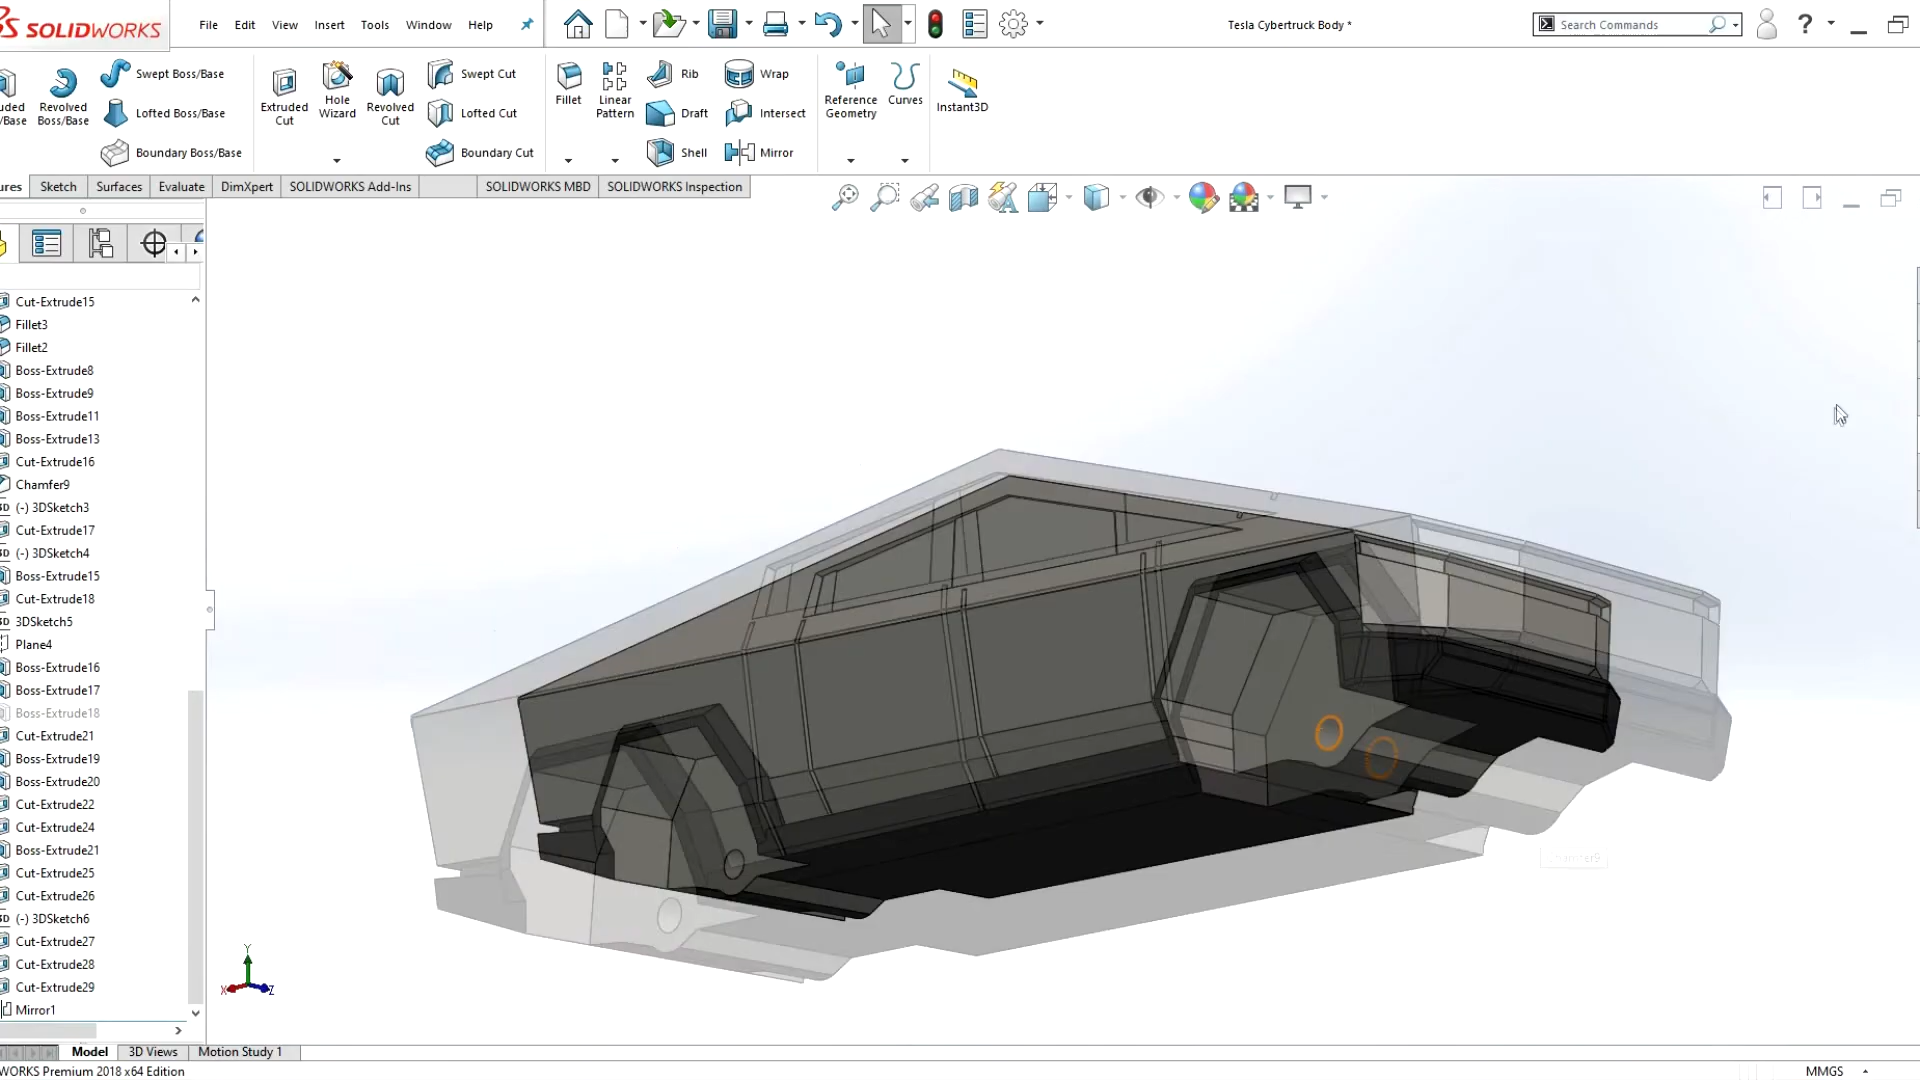 SOLIDWORKS
File Edit View Insert Tools Window Help
Tesla Cybertruck Body *
Search Commands
?
Revolved Boss/Base
Swept Boss/Base
Lofted Boss/Base
Boundary Boss/Base
Extruded Cut
Hole Wizard
Revolved Cut
Swept Cut
Lofted Cut
Boundary Cut
Fillet
Linear Pattern
Rib
Draft
Shell
Wrap
Intersect
Mirror
Reference Geometry
Curves
Instant3D
ures Sketch Surfaces Evaluate DimXpert SOLIDWORKS Add-Ins SOLIDWORKS MBD SOLIDWORKS Inspection
Cut-Extrude15
Fillet3
Fillet2
Boss-Extrude8
Boss-Extrude9
Boss-Extrude11
Boss-Extrude13
Cut-Extrude16
Chamfer9
(-) 3DSketch3
Cut-Extrude17
(-) 3DSketch4
Boss-Extrude15
Cut-Extrude18
3DSketch5
Plane4
Boss-Extrude16
Boss-Extrude17
Boss-Extrude18
Cut-Extrude21
Boss-Extrude19
Boss-Extrude20
Cut-Extrude22
Cut-Extrude24
Boss-Extrude21
Cut-Extrude25
Cut-Extrude26
(-) 3DSketch6
Cut-Extrude27
Cut-Extrude28
Cut-Extrude29
Mirror1
Chamfer9
Y
X Z
Model 3D Views Motion Study 1
WORKS Premium 2018 x64 Edition
MMGS